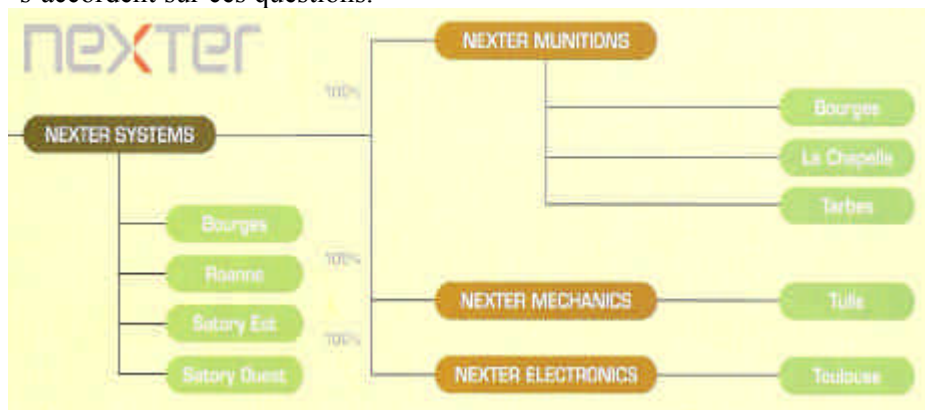 s'accordent sur ces questions.
nexter
NEXTER MUNITIONS
100%
Bourges
NEXTER SYSTEMS
La Chapelle
Tarbes
Bourges
100%
Roanne
NEXTER MECHANICS
Tulle
Satory Est
100%
Satory Ouest
NEXTER ELECTRONICS
Toulouse